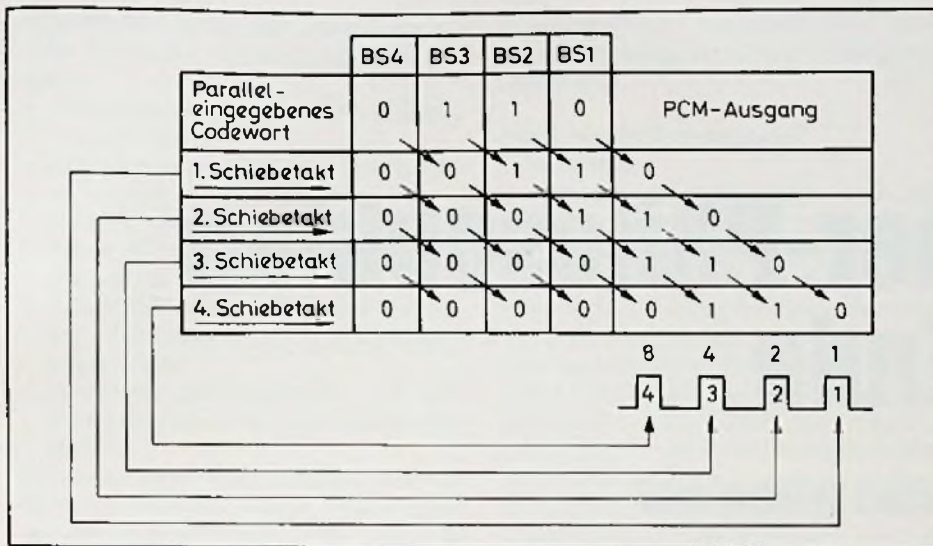 BS4 BS3 BS2 BS1
Parallel-
eingegebenes
Codewort
0 1 1 0 PCM-Ausgang
1. Schiebetakt 0 0 1 1 0
2. Schiebetakt 0 0 0 1 1 0
3. Schiebetakt 0 0 0 0 1 1 0
4. Schiebetakt 0 0 0 0 0 1 1 0
8 4 2 1
4 3 2 1